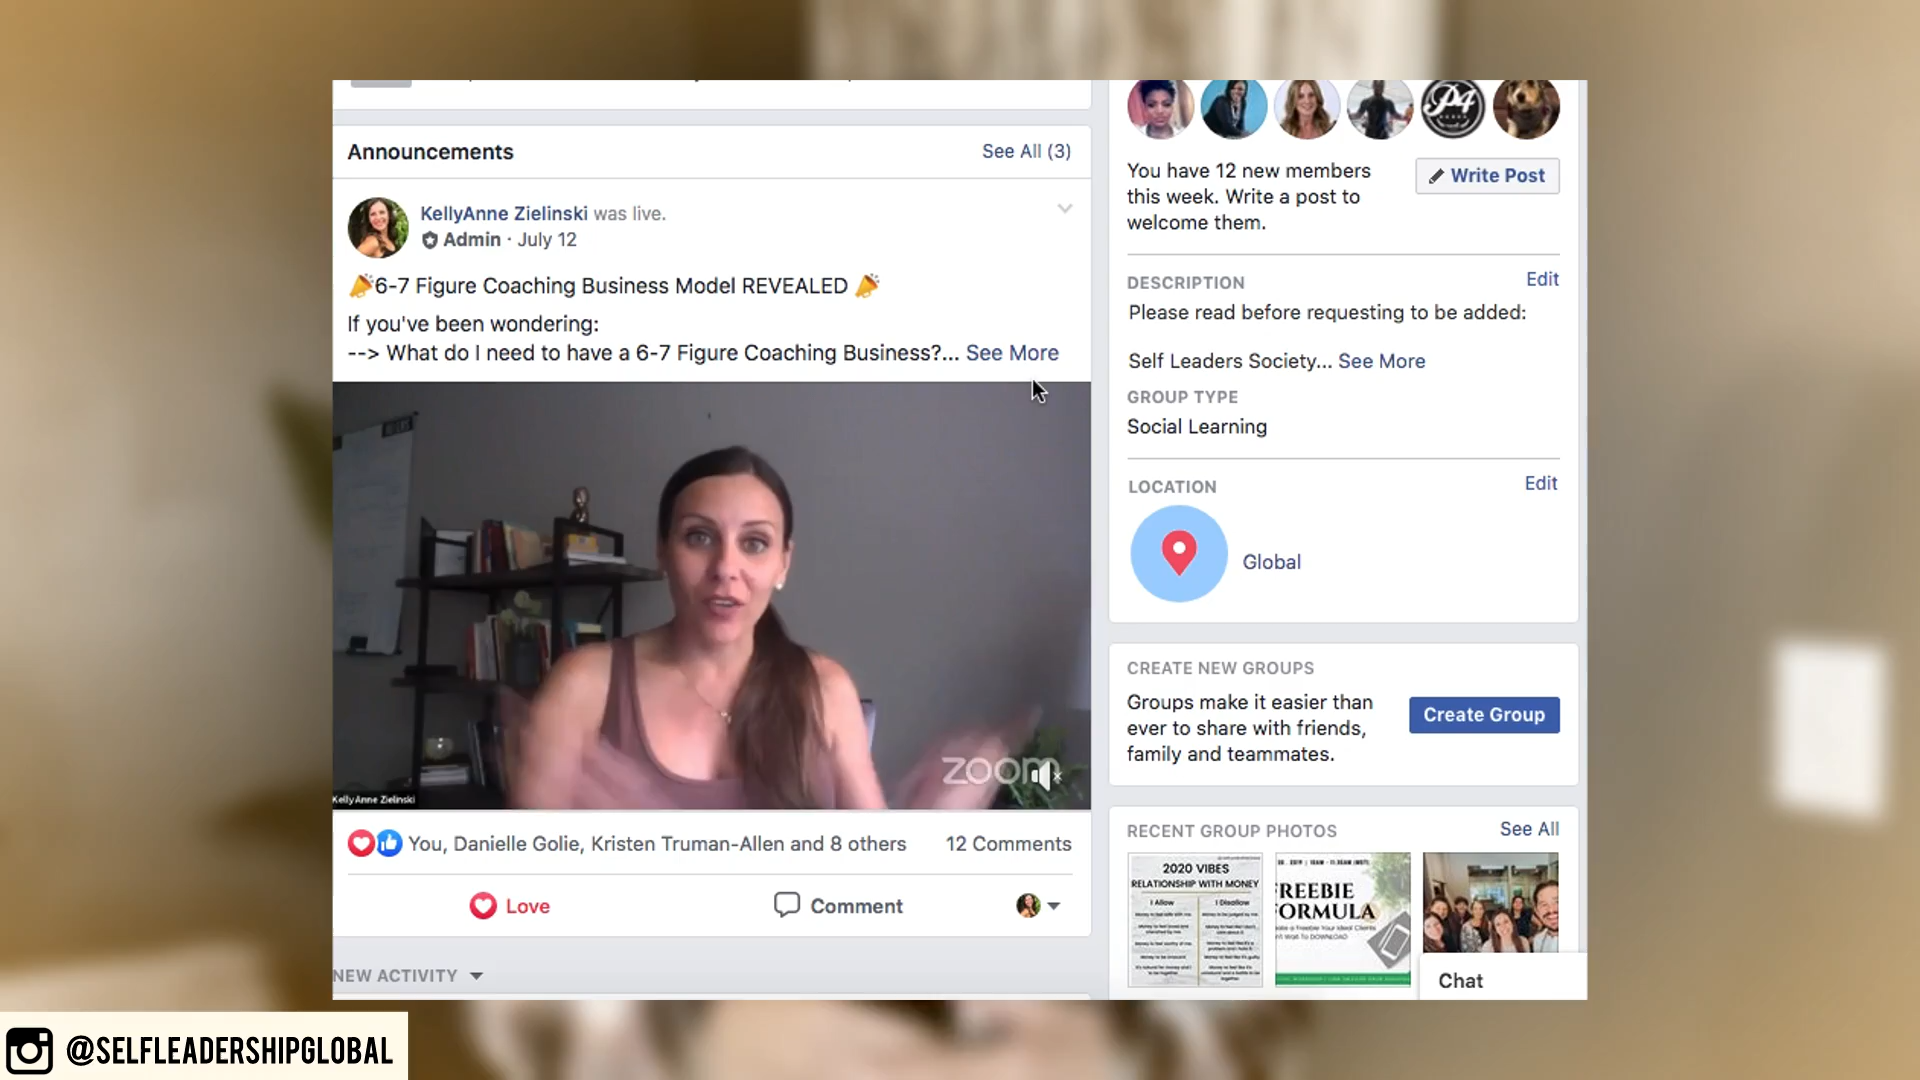 Announcements
See All (3)
KellyAnne Zielinski was live.
Admin · July 12
6-7 Figure Coaching Business Model REVEALED
If you've been wondering:
--> What do I need to have a 6-7 Figure Coaching Business?... See More
zoom
KellyAnne Zielinski
You, Danielle Golie, Kristen Truman-Allen and 8 others
12 Comments
Love
Comment
NEW ACTIVITY
P4
You have 12 new members
this week. Write a post to
welcome them.
Write Post
DESCRIPTION
Edit
Please read before requesting to be added:
Self Leaders Society... See More
GROUP TYPE
Social Learning
LOCATION
Edit
Global
CREATE NEW GROUPS
Groups make it easier than
ever to share with friends,
family and teammates.
Create Group
RECENT GROUP PHOTOS
See All
2020 VIBES
RELATIONSHIP WITH MONEY
I Allow
I Disallow
FREEBIE
FORMULA
Chat
@SELFLEADERSHIPGLOBAL